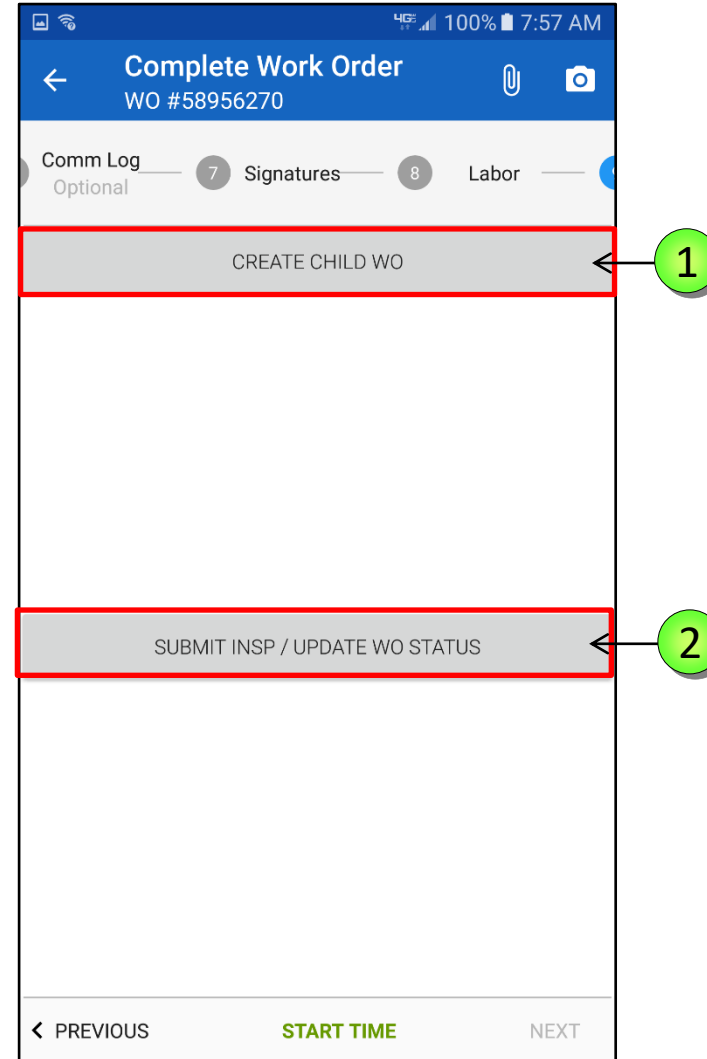 4G 100% 7:57 AM
Complete Work Order
WO #58956270
Comm Log 7 Signatures 8 Labor
Optional
CREATE CHILD WO
1
SUBMIT INSP / UPDATE WO STATUS
2
PREVIOUS START TIME NEXT